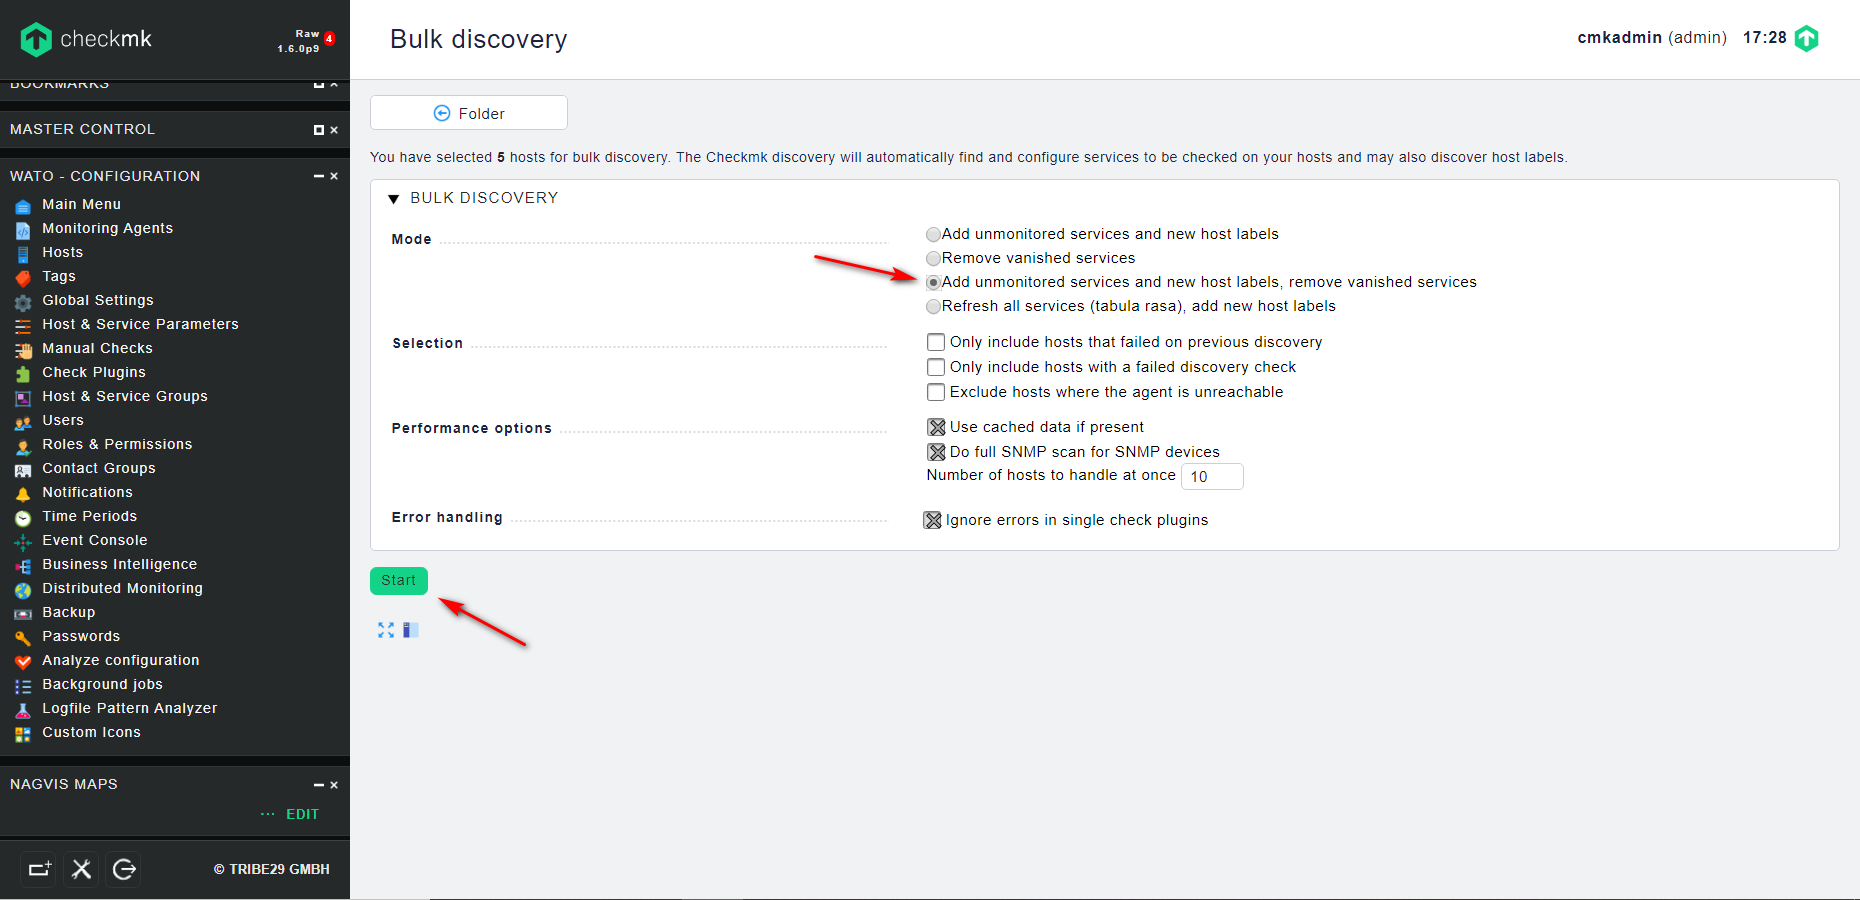 checkmk
Raw
1.6.0p9
4
BOOKMARKS
MASTER CONTROL
WATO - CONFIGURATION
Main Menu
Monitoring Agents
Hosts
Tags
Global Settings
Host & Service Parameters
Manual Checks
Check Plugins
Host & Service Groups
Users
Roles & Permissions
Contact Groups
Notifications
Time Periods
Event Console
Business Intelligence
Distributed Monitoring
Backup
Passwords
Analyze configuration
Background jobs
Logfile Pattern Analyzer
Custom Icons
NAGVIS MAPS
... EDIT
© TRIBE29 GMBH
Bulk discovery
cmkadmin (admin) 17:28
Folder
You have selected 5 hosts for bulk discovery. The Checkmk discovery will automatically find and configure services to be checked on your hosts and may also discover host labels.
BULK DISCOVERY
Mode
Add unmonitored services and new host labels
Remove vanished services
Add unmonitored services and new host labels, remove vanished services
Refresh all services (tabula rasa), add new host labels
Selection
Only include hosts that failed on previous discovery
Only include hosts with a failed discovery check
Exclude hosts where the agent is unreachable
Performance options
Use cached data if present
Do full SNMP scan for SNMP devices
Number of hosts to handle at once 10
Error handling
Ignore errors in single check plugins
Start